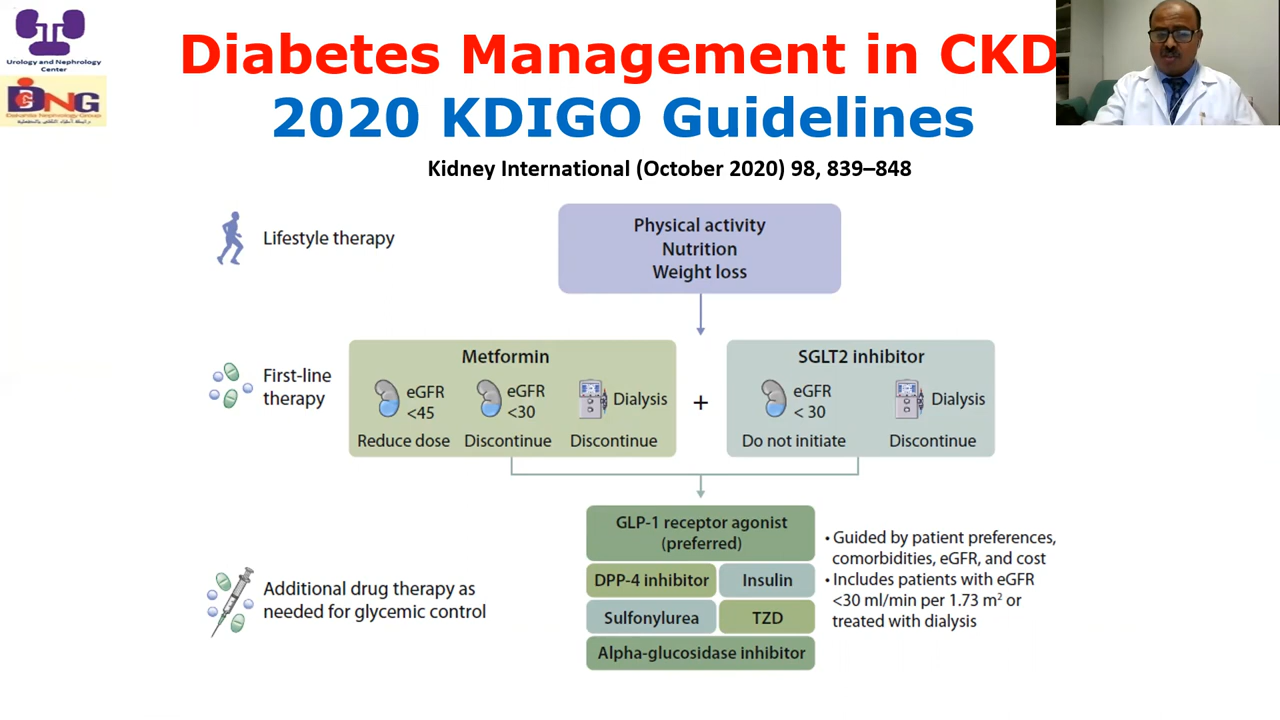 Urology and Nephrology
Center
DNG
Dakahlia Nephrology Group
Diabetes Management in CKD
2020 KDIGO Guidelines
Kidney International (October 2020) 98, 839–848
Lifestyle therapy
Physical activity
Nutrition
Weight loss
First-line
therapy
Metformin
eGFR
<45
Reduce dose
eGFR
<30
Discontinue
Dialysis
Discontinue
+
SGLT2 inhibitor
eGFR
< 30
Do not initiate
Dialysis
Discontinue
Additional drug therapy as
needed for glycemic control
GLP-1 receptor agonist
(preferred)
DPP-4 inhibitor
Insulin
Sulfonylurea
TZD
Alpha-glucosidase inhibitor
• Guided by patient preferences,
comorbidities, eGFR, and cost
• Includes patients with eGFR
<30 ml/min per 1.73 m² or
treated with dialysis